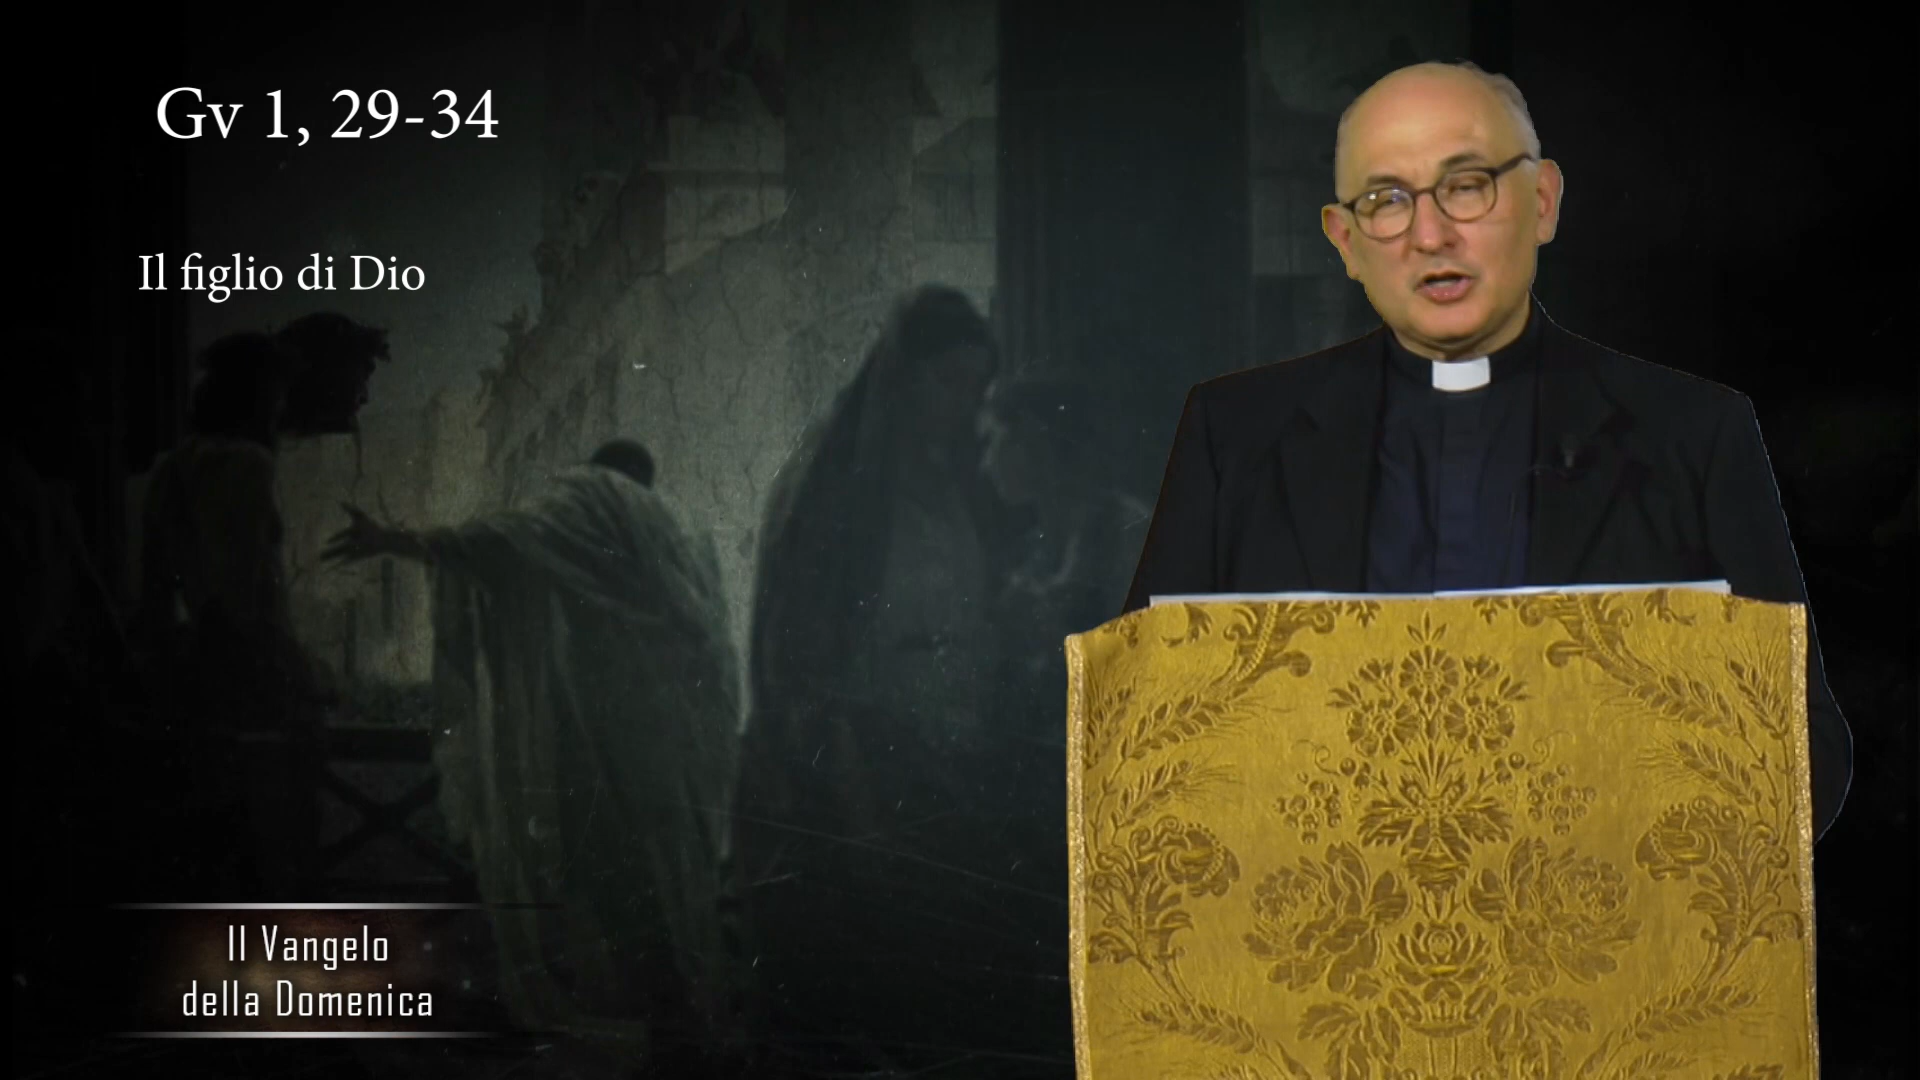 Gv 1, 29-34
Il figlio di Dio
Il Vangelo
della Domenica